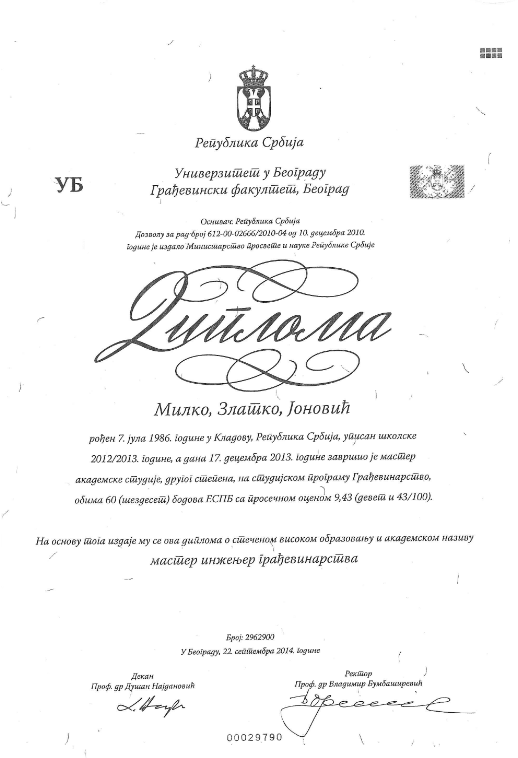 Република Србија
УБ
Универзитет у Београду
Грађевински факултет, Београд
Оснивач: Република Србија
Дозволу за рад број 612-00-02666/2010-04 од 10. децембра 2010.
године је издало Министарство просвете и науке Републике Србије
Диплома
Милко, Златко, Јоновић
рођен 7. јула 1986. године у Кладову, Република Србија, уписан школске
2012/2013. године, а дана 17. децембра 2013. године завршио је мастер
академске студије, другог степена, на студијском програму Грађевинарство,
обима 60 (шездесет) бодова ЕСПБ са просечном оценом 9,43 (девет и 43/100).
На основу тога издаје му се ова диплома о стеченом високом образовању и академском називу
мастер инжењер грађевинарства
Број: 2962900
У Београду, 22. септембра 2014. године
Декан
Проф. др Душан Најдановић
Ректор
Проф. др Владимир Бумбаширевић
00029790